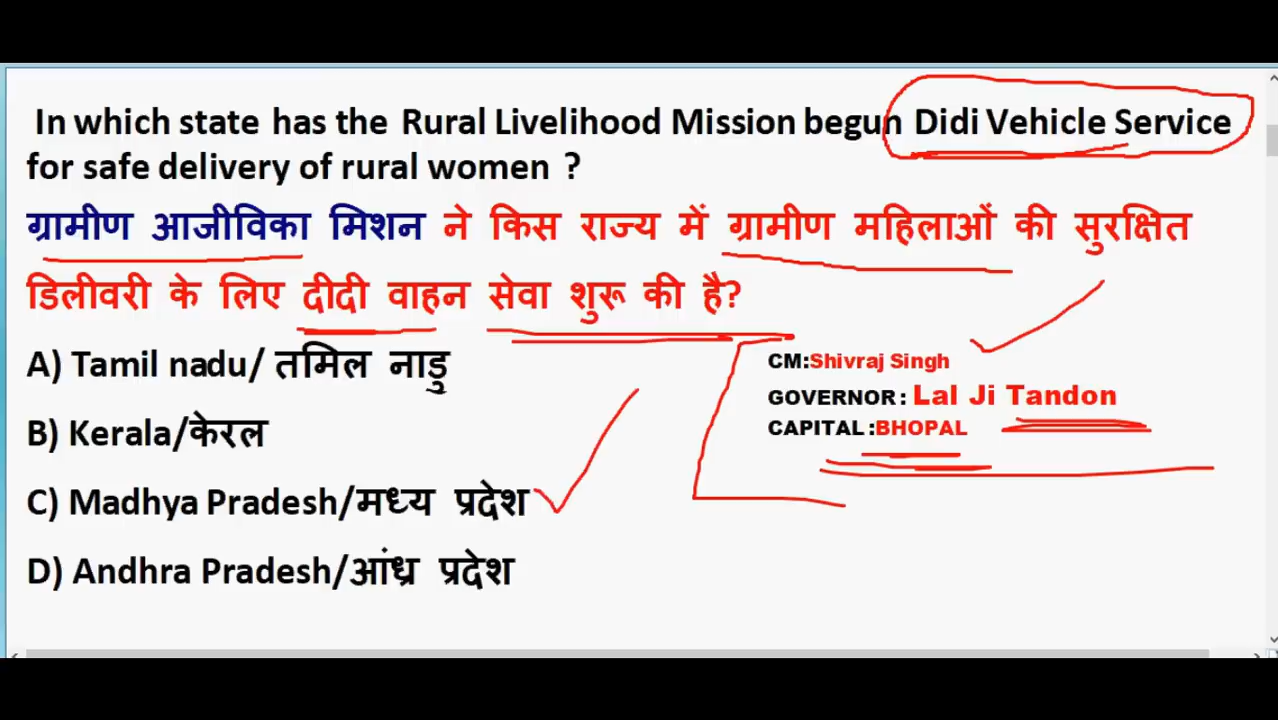 In which state has the Rural Livelihood Mission begun Didi Vehicle Service
for safe delivery of rural women ?
ग्रामीण आजीविका मिशन ने किस राज्य में ग्रामीण महिलाओं की सुरक्षित
डिलीवरी के लिए दीदी वाहन सेवा शुरू की है?
A) Tamil nadu/ तमिल नाडु
B) Kerala/केरल
C) Madhya Pradesh/मध्य प्रदेश
D) Andhra Pradesh/आंध्र प्रदेश
CM:Shivraj Singh
GOVERNOR: Lal Ji Tandon
CAPITAL :BHOPAL